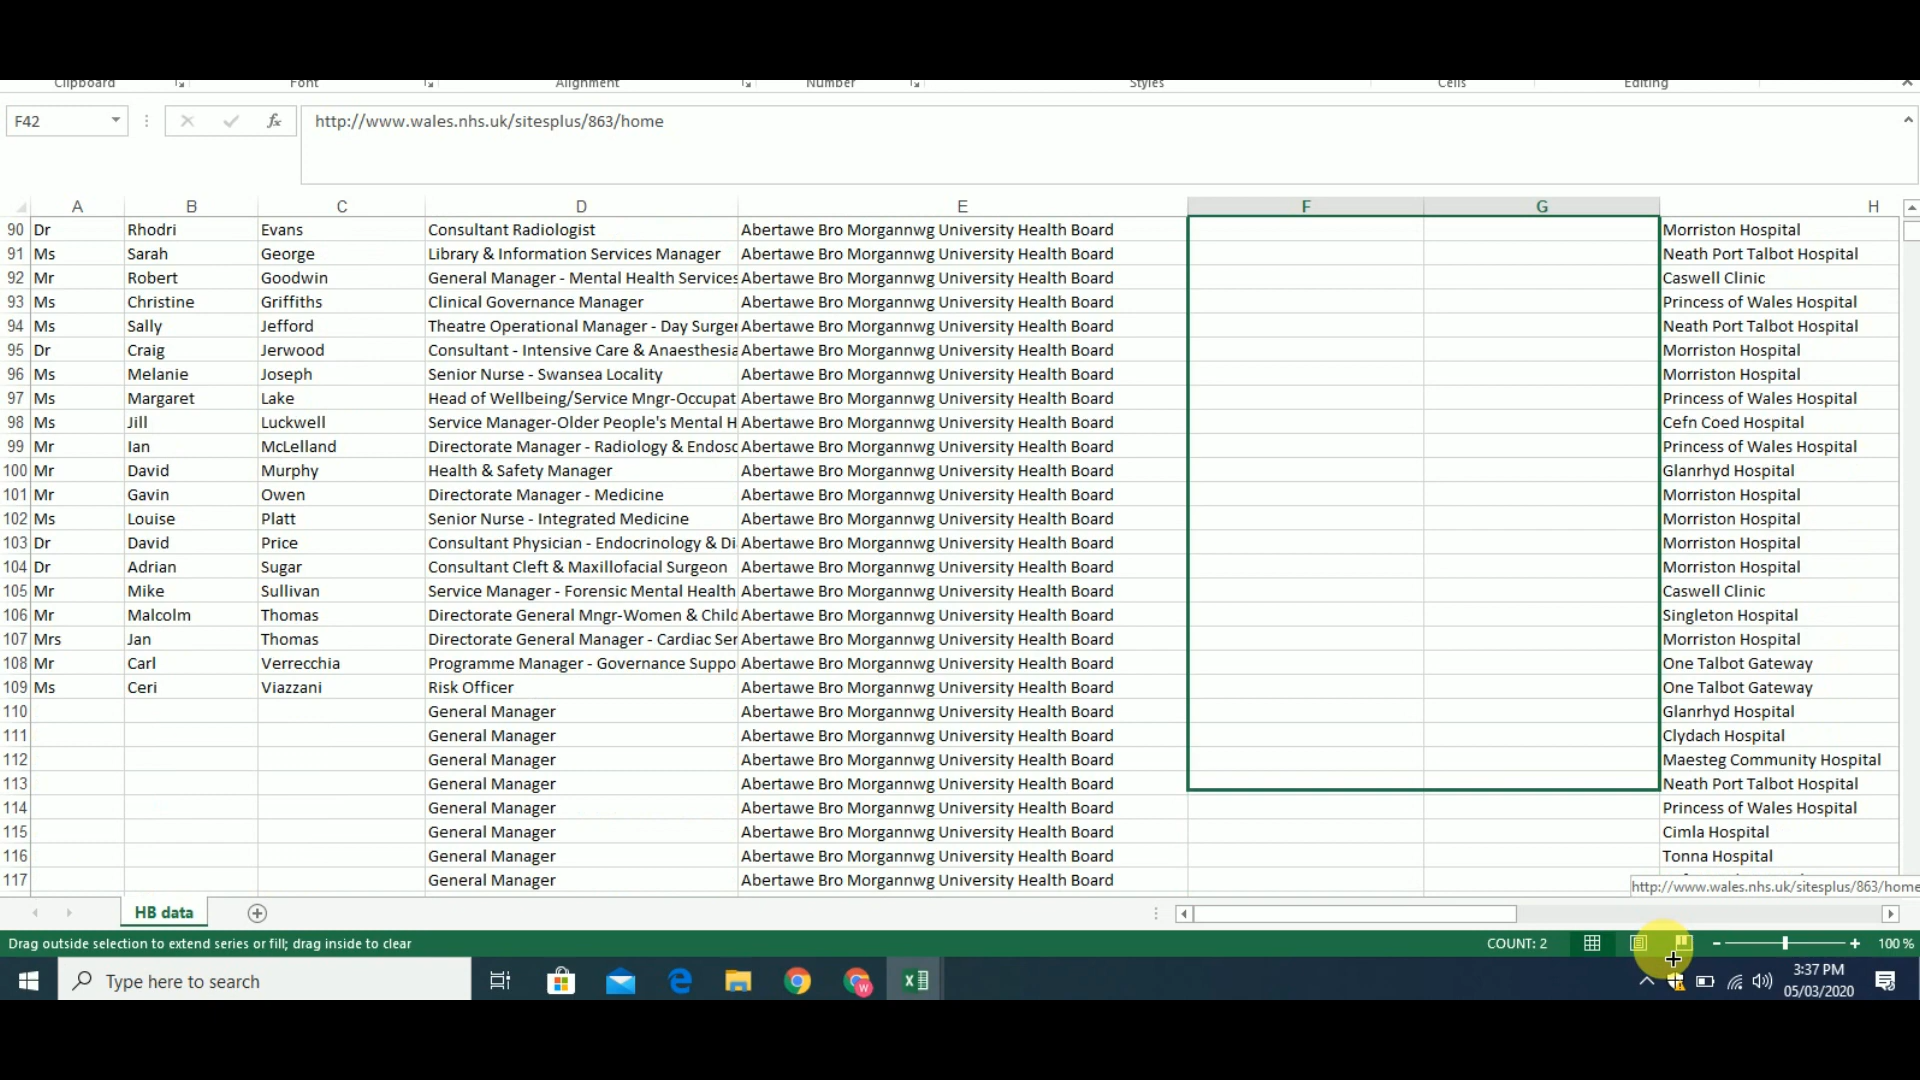 Clipboard Font Alignment Number Styles Cells Editing
F42 fx http://www.wales.nhs.uk/sitesplus/863/home
A B C D E F G H
90 Dr Rhodri Evans Consultant Radiologist Abertawe Bro Morgannwg University Health Board Morriston Hospital
91 Ms Sarah George Library & Information Services Manager Abertawe Bro Morgannwg University Health Board Neath Port Talbot Hospital
92 Mr Robert Goodwin General Manager - Mental Health Services Abertawe Bro Morgannwg University Health Board Caswell Clinic
93 Ms Christine Griffiths Clinical Governance Manager Abertawe Bro Morgannwg University Health Board Princess of Wales Hospital
94 Ms Sally Jefford Theatre Operational Manager - Day Surger Abertawe Bro Morgannwg University Health Board Neath Port Talbot Hospital
95 Dr Craig Jerwood Consultant - Intensive Care & Anaesthesia Abertawe Bro Morgannwg University Health Board Morriston Hospital
96 Ms Melanie Joseph Senior Nurse - Swansea Locality Abertawe Bro Morgannwg University Health Board Morriston Hospital
97 Ms Margaret Lake Head of Wellbeing/Service Mngr-Occupat Abertawe Bro Morgannwg University Health Board Princess of Wales Hospital
98 Ms Jill Luckwell Service Manager-Older People's Mental H Abertawe Bro Morgannwg University Health Board Cefn Coed Hospital
99 Mr Ian McLelland Directorate Manager - Radiology & Endosc Abertawe Bro Morgannwg University Health Board Princess of Wales Hospital
100 Mr David Murphy Health & Safety Manager Abertawe Bro Morgannwg University Health Board Glanrhyd Hospital
101 Mr Gavin Owen Directorate Manager - Medicine Abertawe Bro Morgannwg University Health Board Morriston Hospital
102 Ms Louise Platt Senior Nurse - Integrated Medicine Abertawe Bro Morgannwg University Health Board Morriston Hospital
103 Dr David Price Consultant Physician - Endocrinology & Di Abertawe Bro Morgannwg University Health Board Morriston Hospital
104 Dr Adrian Sugar Consultant Cleft & Maxillofacial Surgeon Abertawe Bro Morgannwg University Health Board Morriston Hospital
105 Mr Mike Sullivan Service Manager - Forensic Mental Health Abertawe Bro Morgannwg University Health Board Caswell Clinic
106 Mr Malcolm Thomas Directorate General Mngr-Women & Child Abertawe Bro Morgannwg University Health Board Singleton Hospital
107 Mrs Jan Thomas Directorate General Manager - Cardiac Ser Abertawe Bro Morgannwg University Health Board Morriston Hospital
108 Mr Carl Verrecchia Programme Manager - Governance Suppo Abertawe Bro Morgannwg University Health Board One Talbot Gateway
109 Ms Ceri Viazzani Risk Officer Abertawe Bro Morgannwg University Health Board One Talbot Gateway
110 General Manager Abertawe Bro Morgannwg University Health Board Glanrhyd Hospital
111 General Manager Abertawe Bro Morgannwg University Health Board Clydach Hospital
112 General Manager Abertawe Bro Morgannwg University Health Board Maesteg Community Hospital
113 General Manager Abertawe Bro Morgannwg University Health Board Neath Port Talbot Hospital
114 General Manager Abertawe Bro Morgannwg University Health Board Princess of Wales Hospital
115 General Manager Abertawe Bro Morgannwg University Health Board Cimla Hospital
116 General Manager Abertawe Bro Morgannwg University Health Board Tonna Hospital
117 General Manager Abertawe Bro Morgannwg University Health Board
http://www.wales.nhs.uk/sitesplus/863/home
HB data
Drag outside selection to extend series or fill; drag inside to clear COUNT: 2 100 %
Type here to search 3:37 PM
05/03/2020